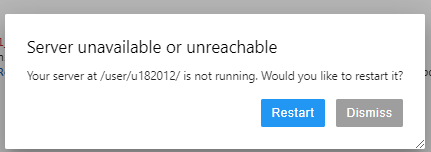 Server unavailable or unreachable
Your server at /user/u182012/ is not running. Would you like to restart it?
Restart
Dismiss